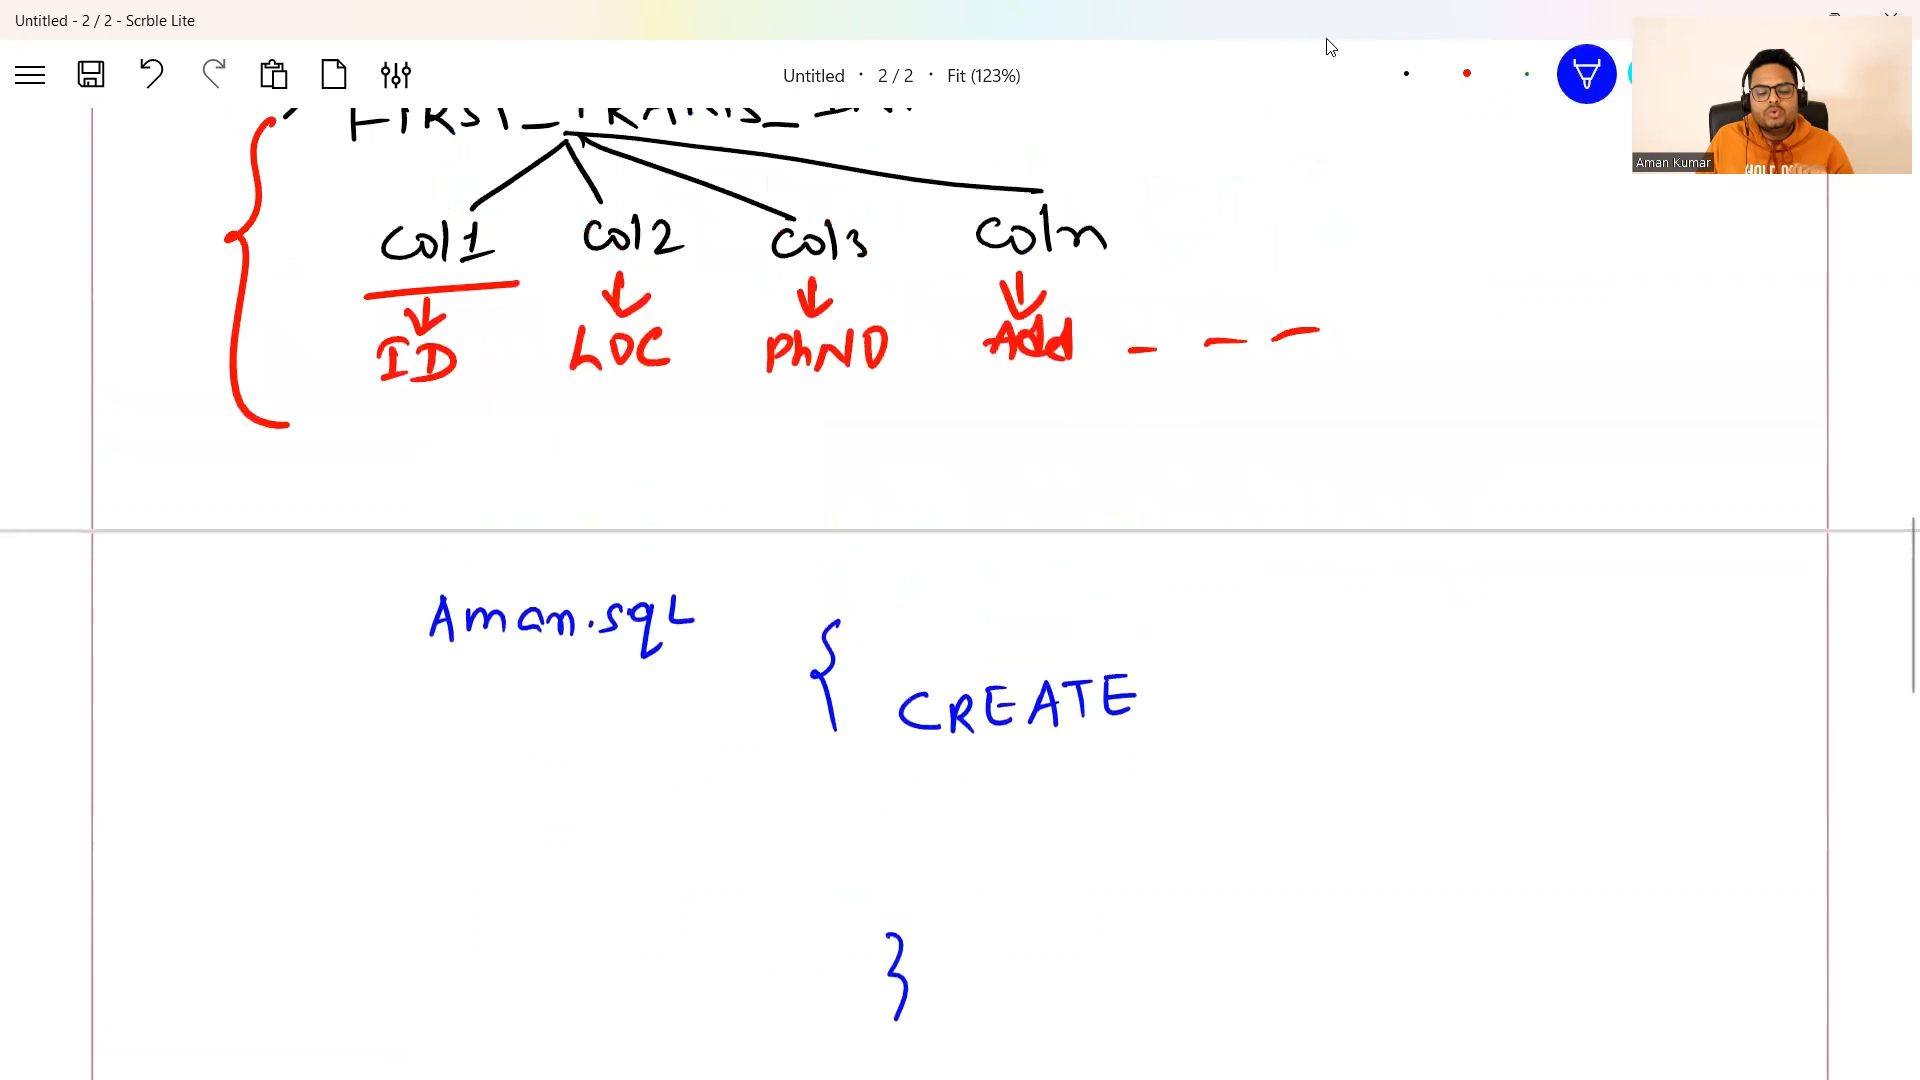 Untitled - 2 / 2 - Scrble Lite
Untitled • 2 / 2 • Fit (123%)
Aman Kumar
FIRST_TRANS_
Col1 Col2 Col3 Coln
ID LOC PhNO Add _ _ _
Aman.sqL
{
CREATE
}